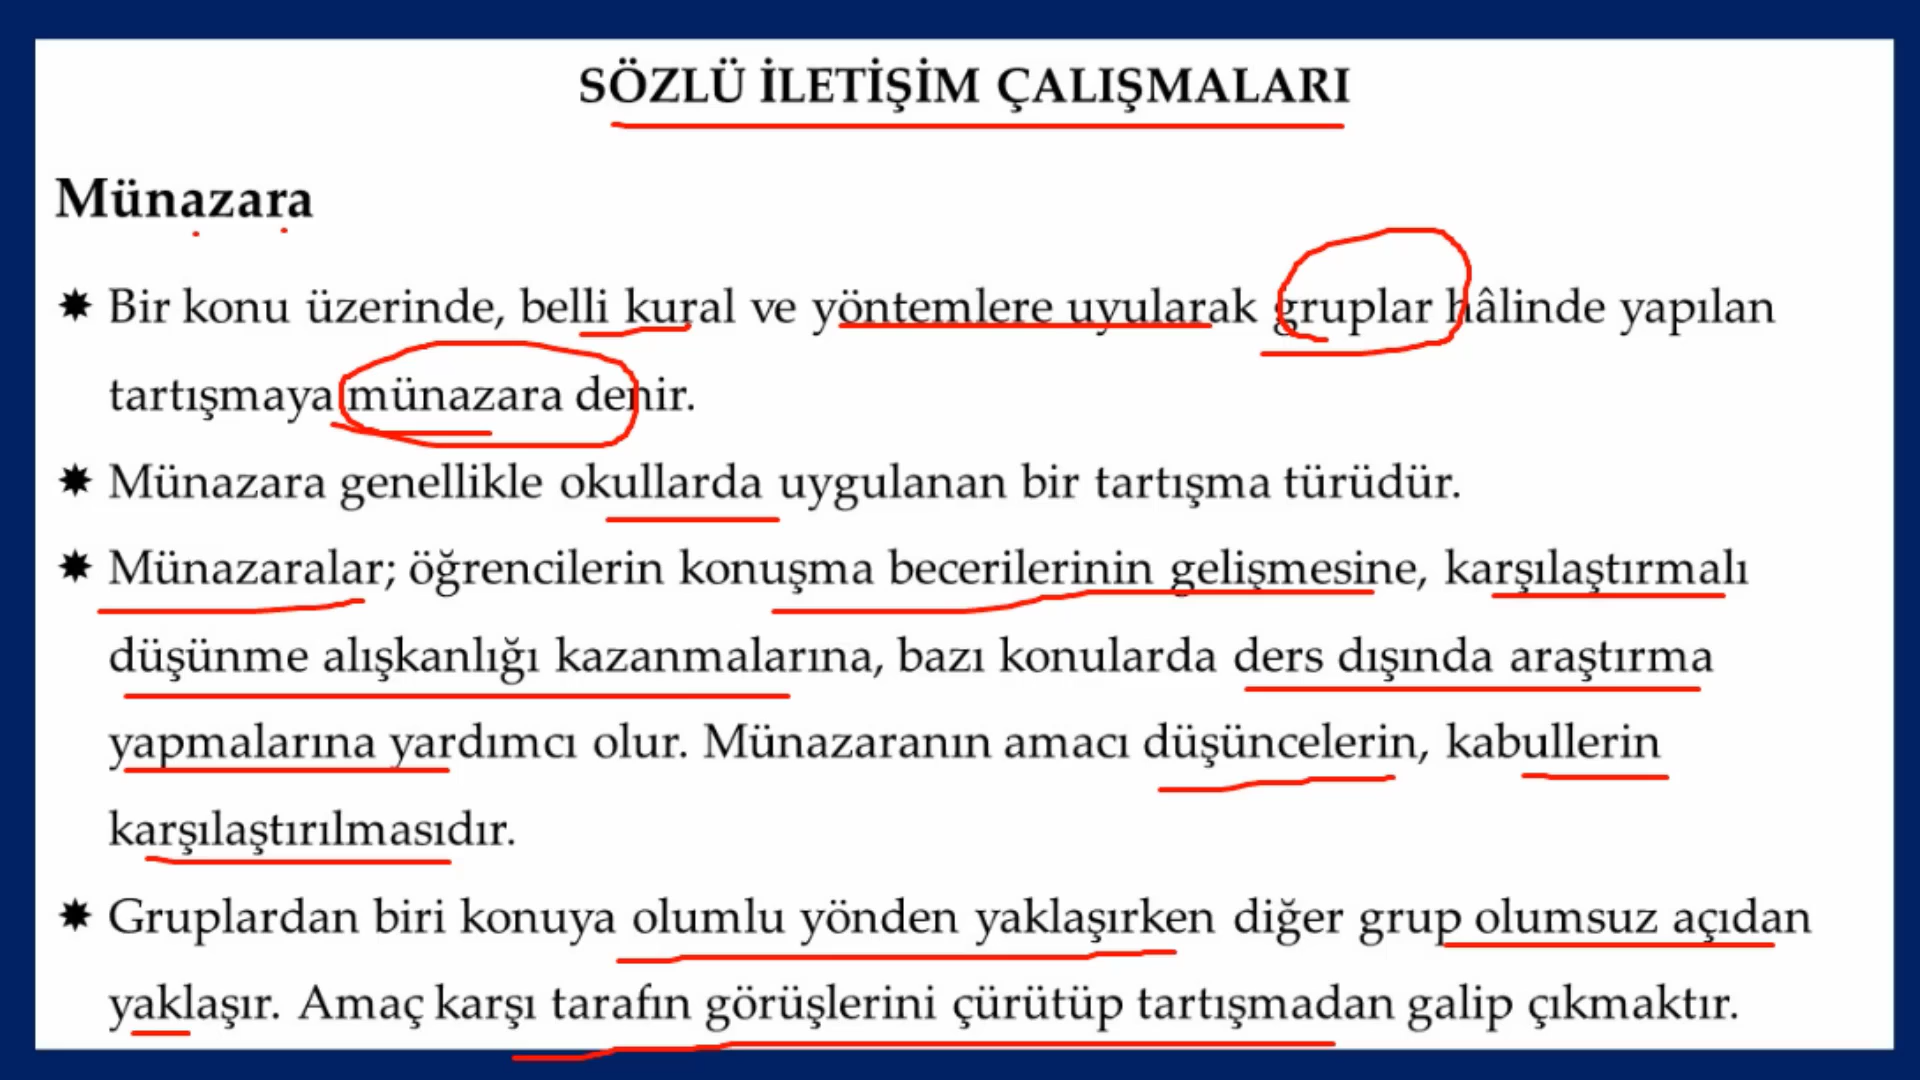 SÖZLÜ İLETİŞİM ÇALIŞMALARI
Münazara
✷ Bir konu üzerinde, belli kural ve yöntemlere uyularak gruplar hâlinde yapılan
tartışmaya münazara denir.
✷ Münazara genellikle okullarda uygulanan bir tartışma türüdür.
✷ Münazaralar; öğrencilerin konuşma becerilerinin gelişmesine, karşılaştırmalı
düşünme alışkanlığı kazanmalarına, bazı konularda ders dışında araştırma
yapmalarına yardımcı olur. Münazaranın amacı düşüncelerin, kabullerin
karşılaştırılmasıdır.
✷ Gruplardan biri konuya olumlu yönden yaklaşırken diğer grup olumsuz açıdan
yaklaşır. Amaç karşı tarafın görüşlerini çürütüp tartışmadan galip çıkmaktır.